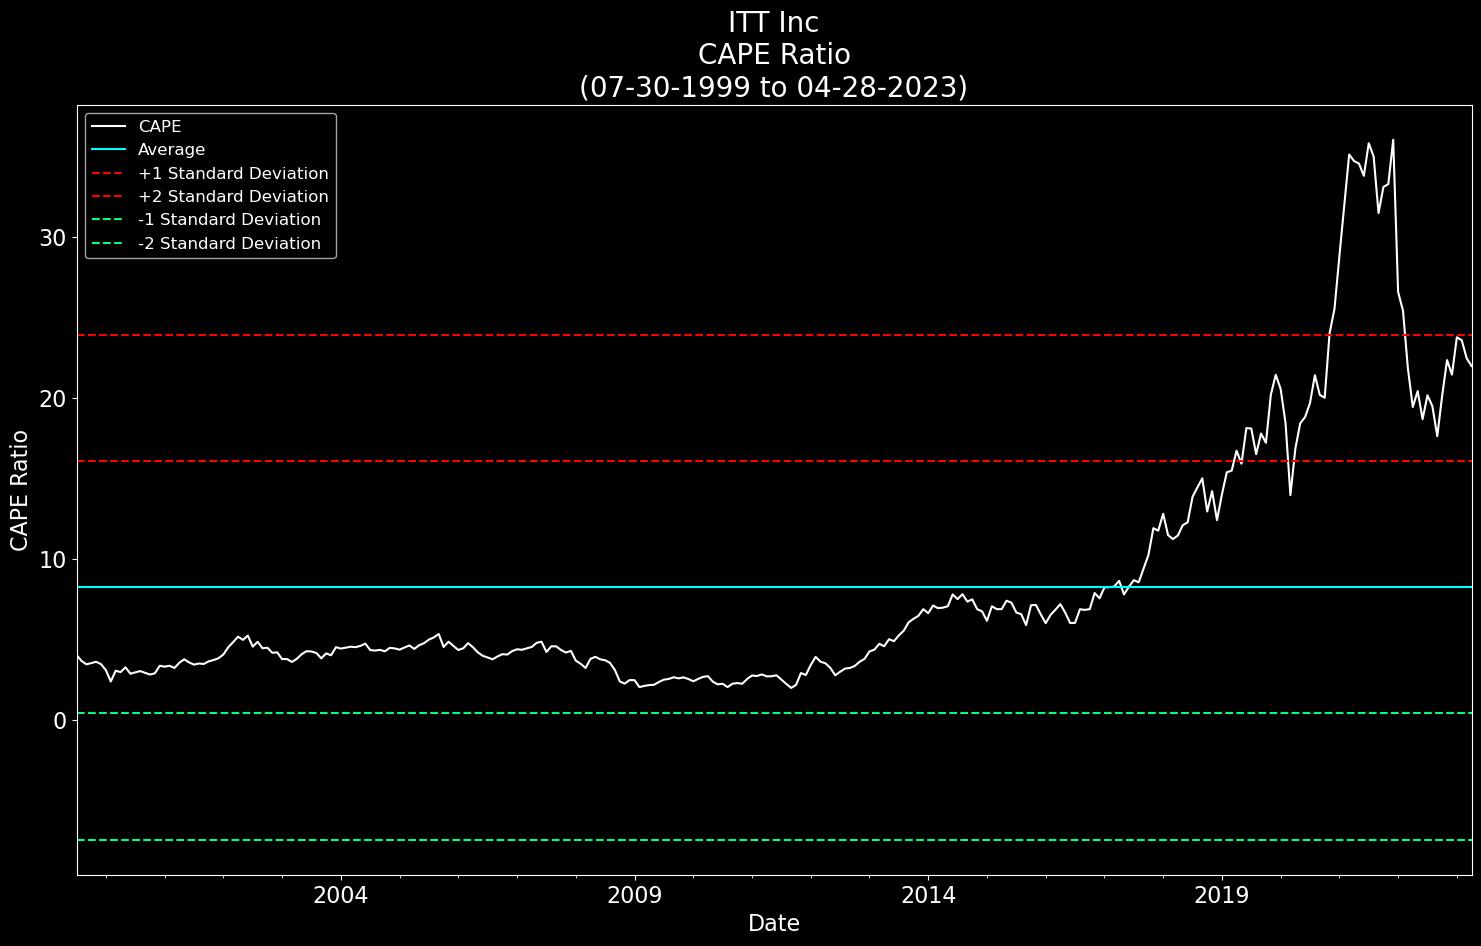 ITT Inc
CAPE Ratio
(07-30-1999 to 04-28-2023)
CAPE
Average
+1 Standard Deviation
+2 Standard Deviation
-1 Standard Deviation
-2 Standard Deviation
CAPE Ratio
30
20
10
0
2004 2009 2014 2019
Date